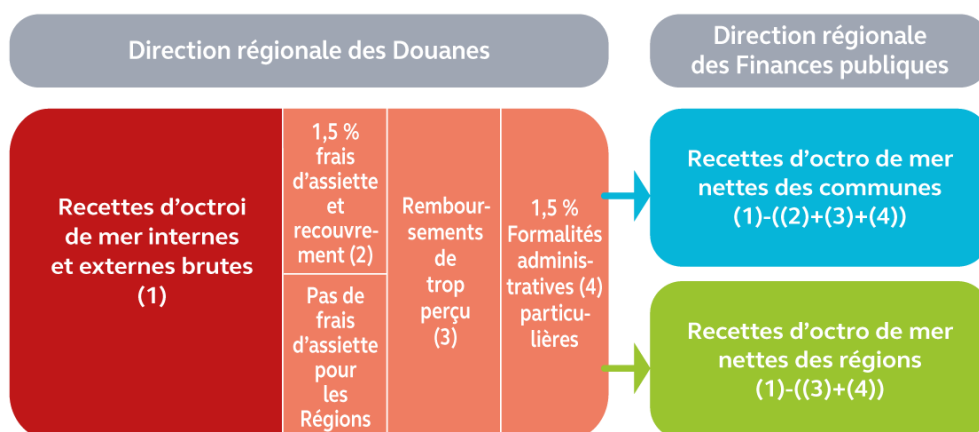 Direction régionale des Douanes
Direction régionale
des Finances publiques
Recettes d'octroi
de mer internes
et externes brutes
(1)
1,5 %
frais
d'assiette
et
recouvre-
ment (2)
Pas de
frais
d'assiette
pour
les
Régions
Rembour-
sements
de
trop
perçu
(3)
1,5 %
Formalités
adminis-
tratives (4)
particu-
lières
Recettes d'octro de mer
nettes des communes
(1)-((2)+(3)+(4))
Recettes d'octro de mer
nettes des régions
(1)-((3)+(4))